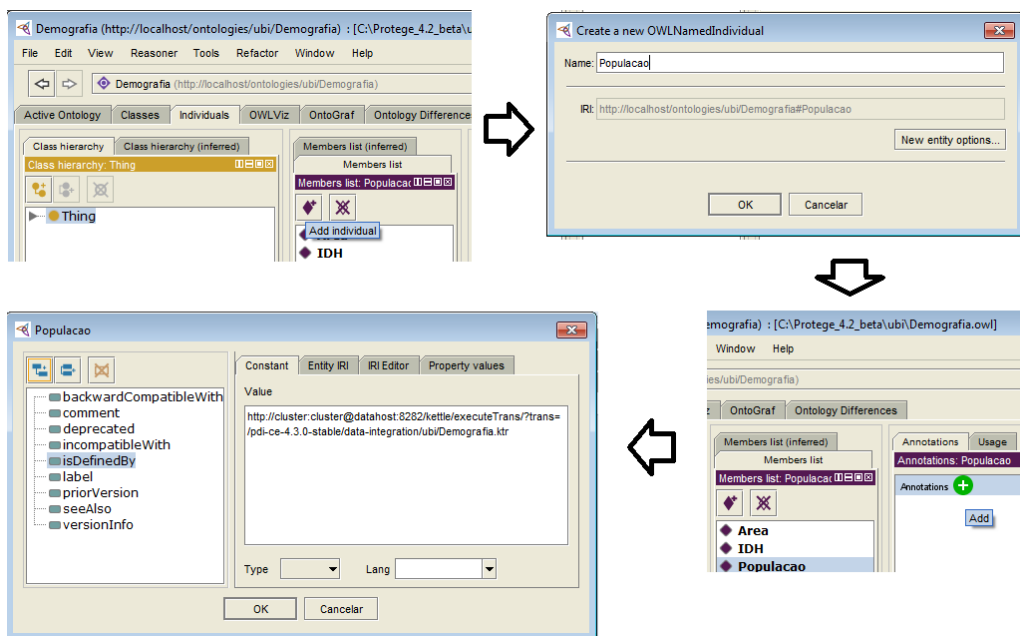 Demografia (http://localhost/ontologies/ubi/Demografia) : [C:\Protege_4.2_beta\u
File Edit View Reasoner Tools Refactor Window Help
Demografia (http://localhost/ontologies/ubi/Demografia)
Active Ontology Classes Individuals OWLViz OntoGraf Ontology Difference
Class hierarchy Class hierarchy (inferred)
Class hierarchy: Thing
Thing
Members list (inferred)
Members list
Members list: Populacac
Add individual
IDH
Create a new OWLNamedIndividual
Name: Populacao
IRI: http://localhost/ontologies/ubi/Demografia#Populacao
New entity options...
OK Cancelar
emografia) : [C:\Protege_4.2_beta\ubi\Demografia.owl]
Window Help
ies/ubi/Demografia)
z OntoGraf Ontology Differences
Members list (inferred)
Members list
Members list: Populacac
Area
IDH
Populacao
Annotations Usage
Annotations: Populacao
Annotations
Add
Populacao
backwardCompatibleWith
comment
deprecated
incompatibleWith
isDefinedBy
label
priorVersion
seeAlso
versionInfo
Constant Entity IRI IRI Editor Property values
Value
http://cluster:cluster@datahost:8282/kettle/executeTrans/?trans=
/pdi-ce-4.3.0-stable/data-integration/ubi/Demografia.ktr
Type Lang
OK Cancelar